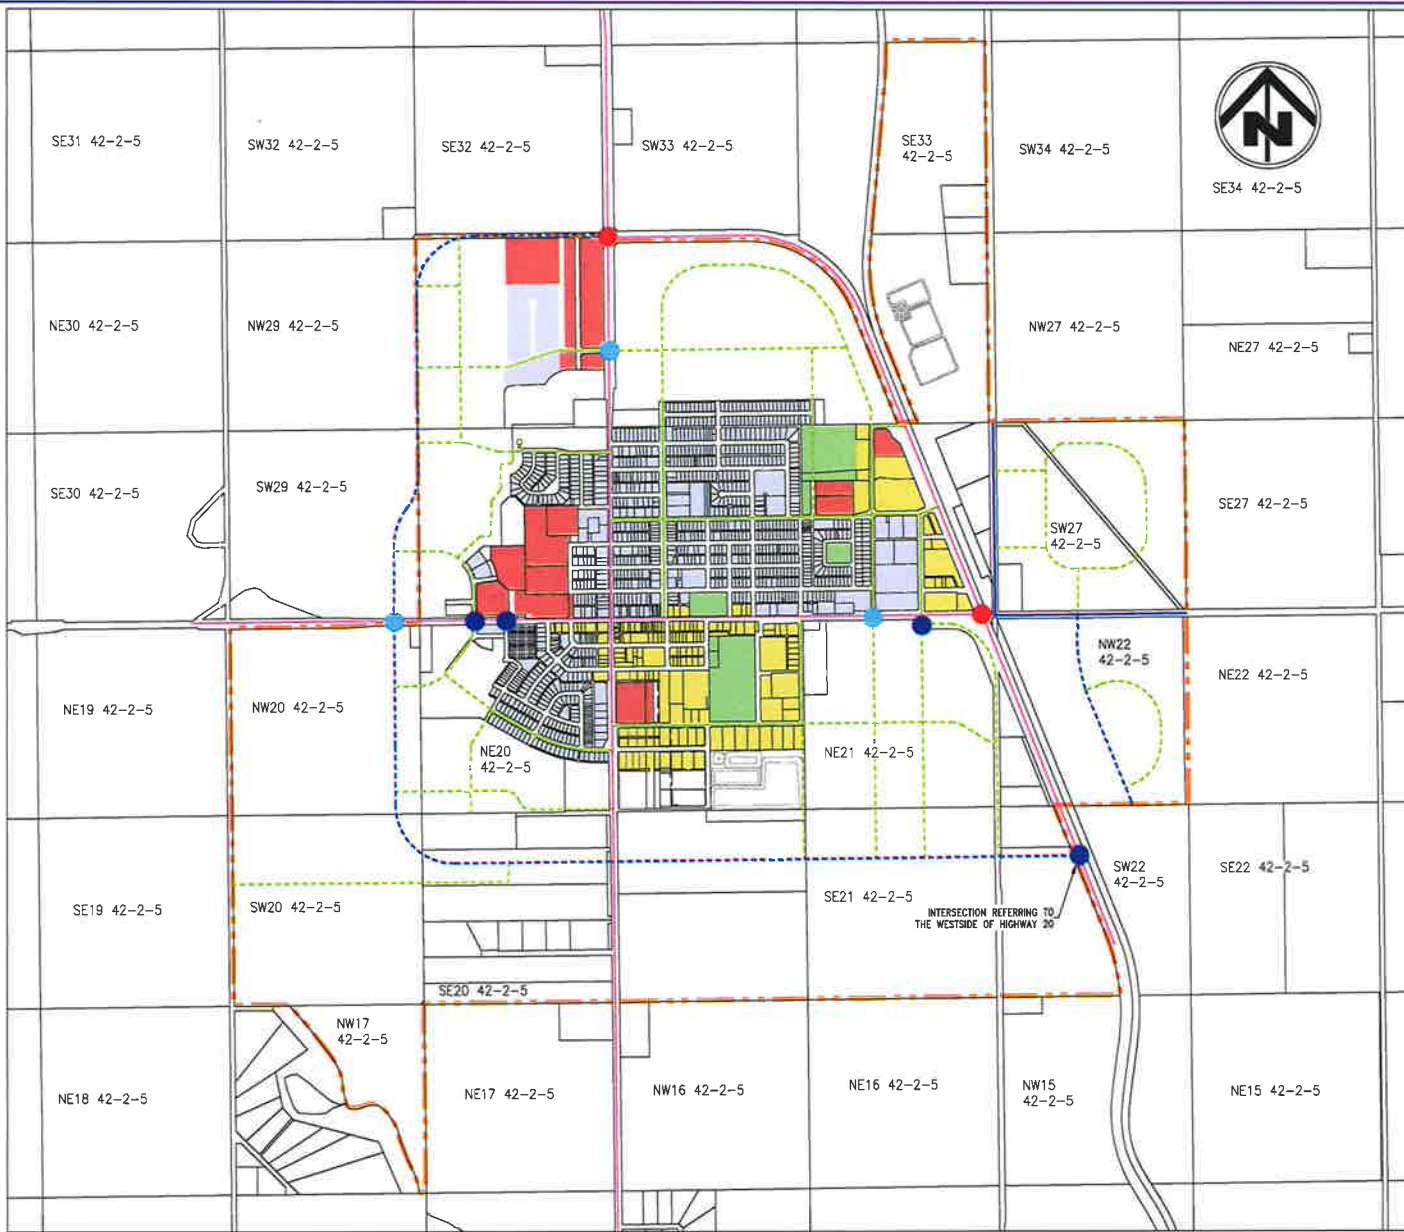 SE31 42-2-5
SW32 42-2-5
SE32 42-2-5
SW33 42-2-5
SE33
42-2-5
SW34 42-2-5
N
SE34 42-2-5
NE30 42-2-5
NW29 42-2-5
NW27 42-2-5
NE27 42-2-5
SE30 42-2-5
SW29 42-2-5
SW27
42-2-5
SE27 42-2-5
NE19 42-2-5
NW20 42-2-5
NE20
42-2-5
NE21 42-2-5
NW22
42-2-5
NE22 42-2-5
SE19 42-2-5
SW20 42-2-5
SE21 42-2-5
SW22
42-2-5
SE22 42-2-5
INTERSECTION REFERRING TO
THE WESTSIDE OF HIGHWAY 20
SE20 42-2-5
NW17
42-2-5
NE18 42-2-5
NE17 42-2-5
NW16 42-2-5
NE16 42-2-5
NW15
42-2-5
NE15 42-2-5